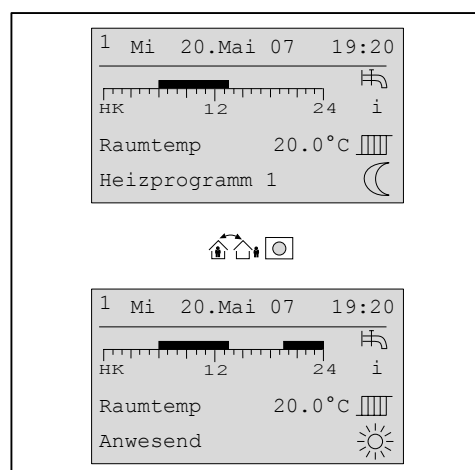 1 Mi 20.Mai 07 19:20
HK 12 24 i
Raumtemp 20.0°C
Heizprogramm 1
1 Mi 20.Mai 07 19:20
HK 12 24 i
Raumtemp 20.0°C
Anwesend